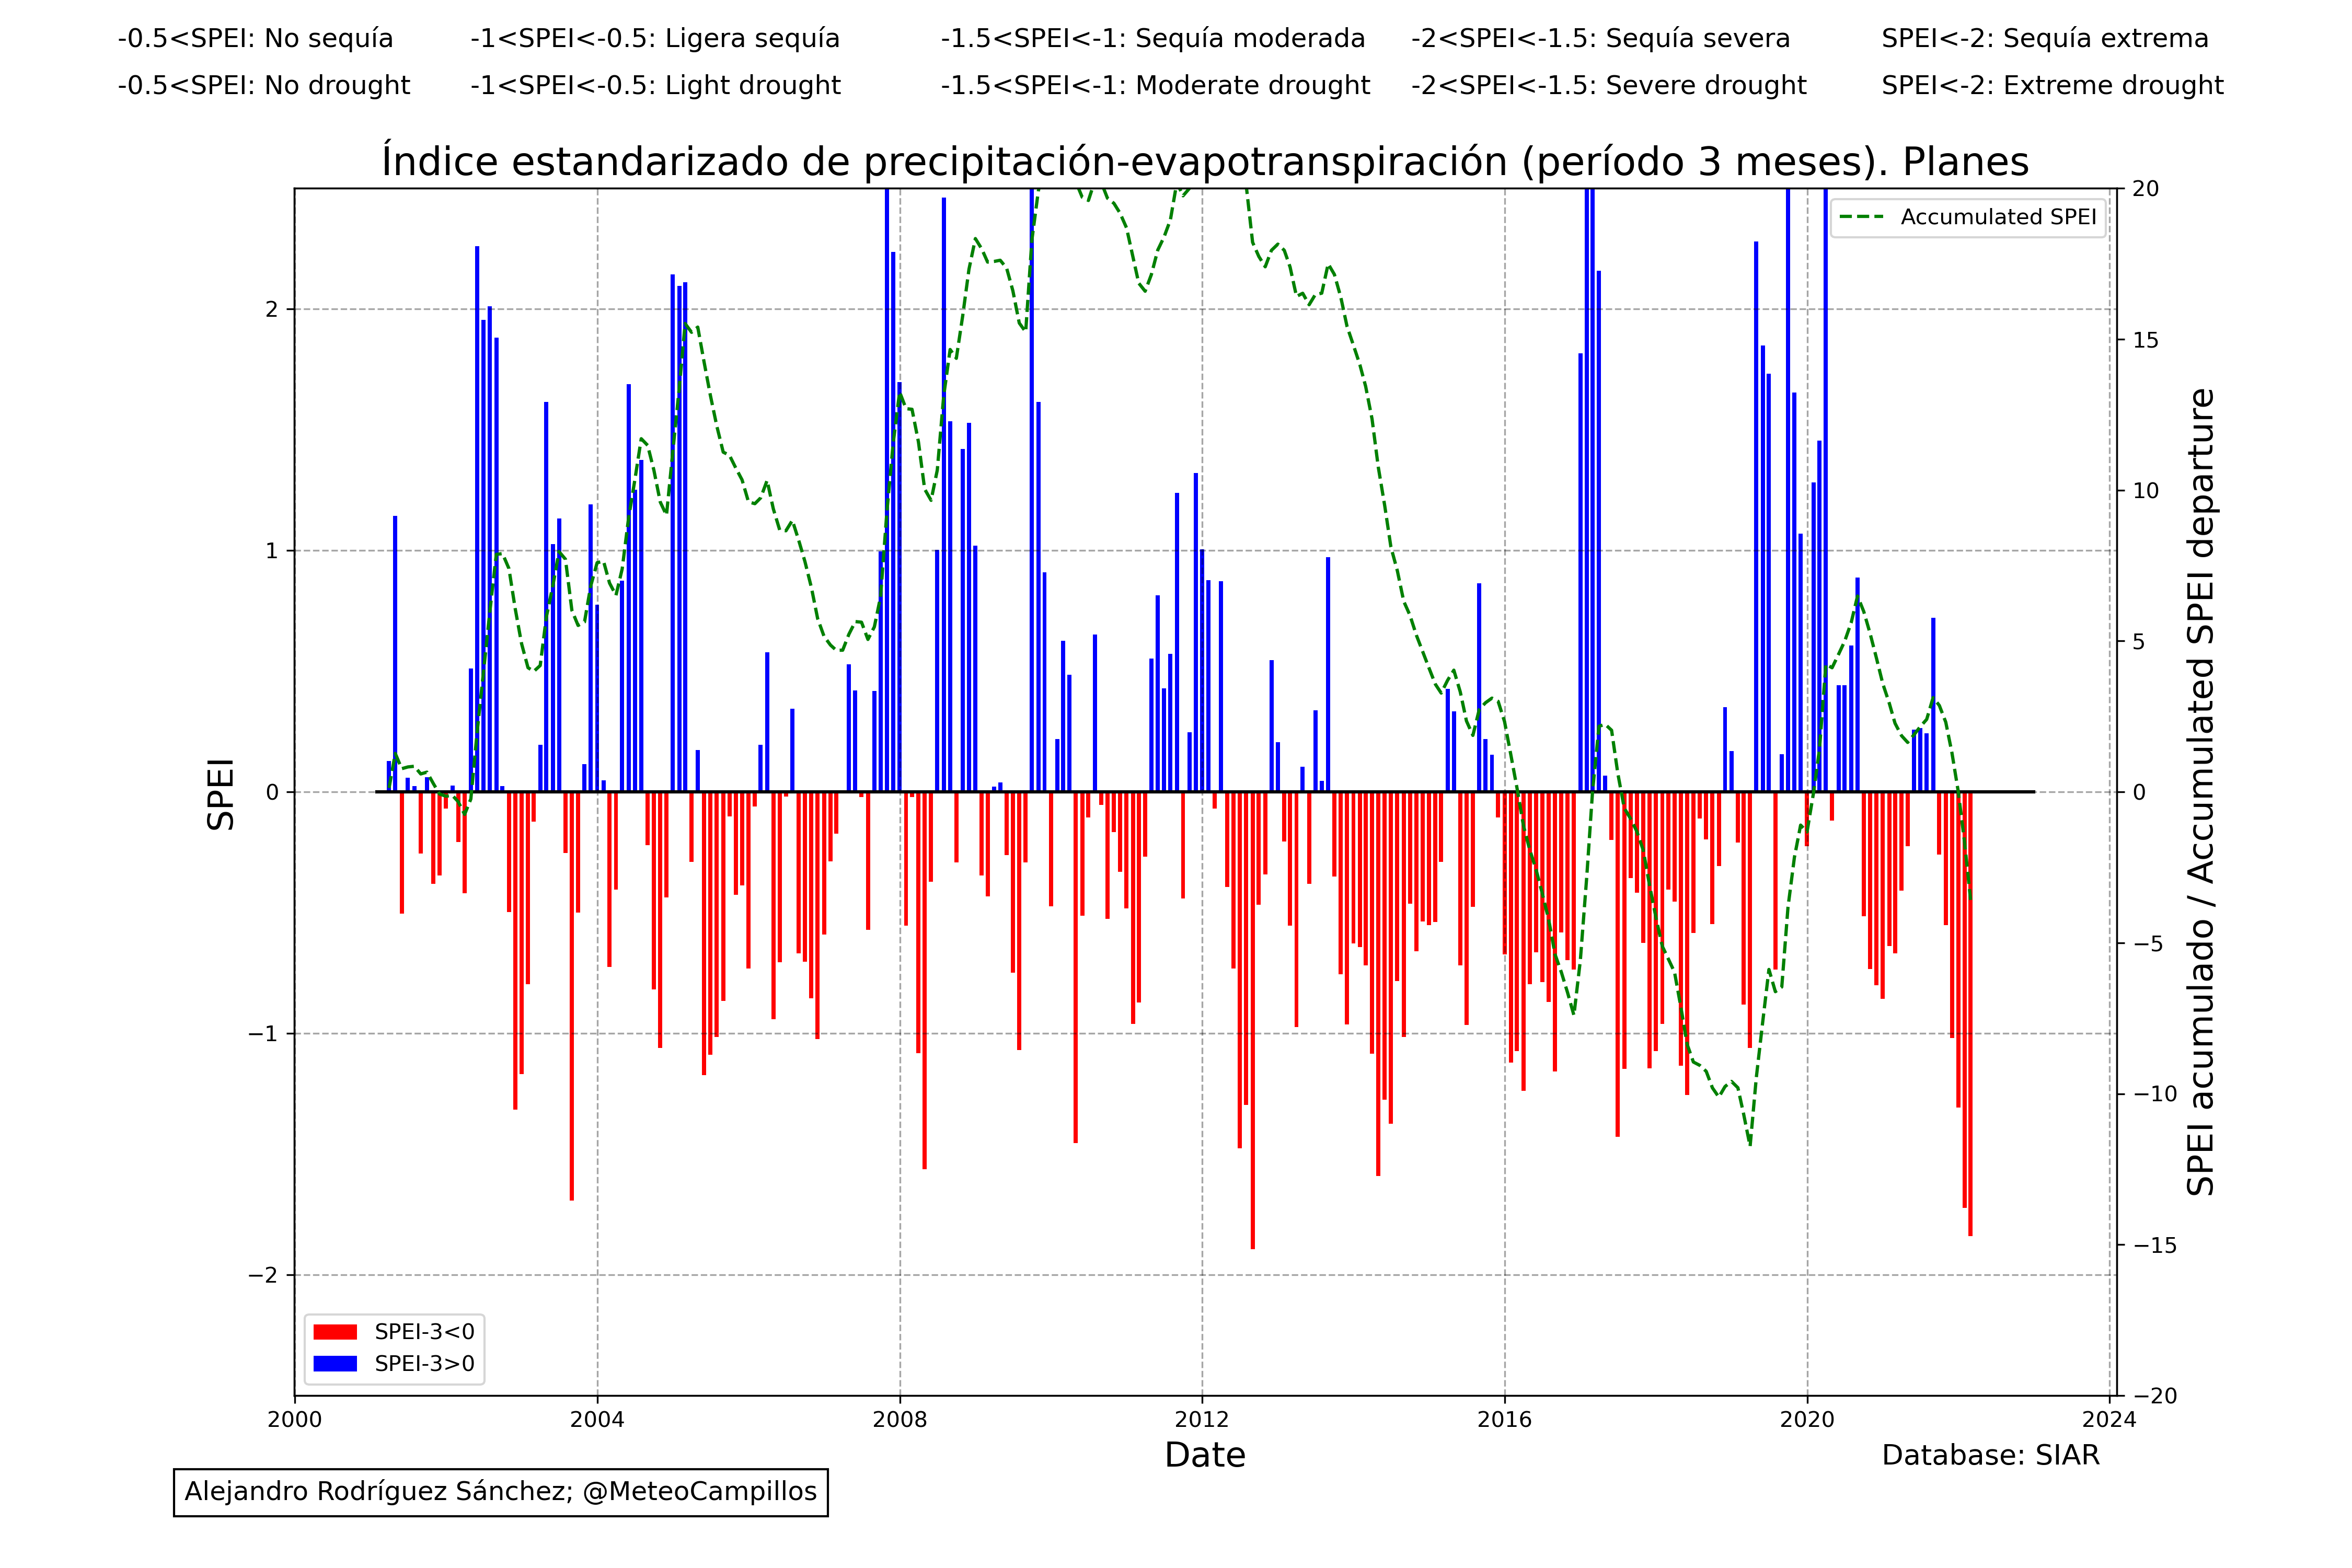 -0.5<SPEI: No sequía -1<SPEI<-0.5: Ligera sequía -1.5<SPEI<-1: Sequía moderada -2<SPEI<-1.5: Sequía severa SPEI<-2: Sequía extrema
-0.5<SPEI: No drought -1<SPEI<-0.5: Light drought -1.5<SPEI<-1: Moderate drought -2<SPEI<-1.5: Severe drought SPEI<-2: Extreme drought
Índice estandarizado de precipitación-evapotranspiración (período 3 meses). Planes
Accumulated SPEI
SPEI
2
1
0
−1
−2
20
15
10
5
0
−5
−10
−15
−20
SPEI acumulado / Accumulated SPEI departure
SPEI-3<0
SPEI-3>0
2000 2004 2008 2012 2016 2020 2024
Date
Database: SIAR
Alejandro Rodríguez Sánchez; @MeteoCampillos